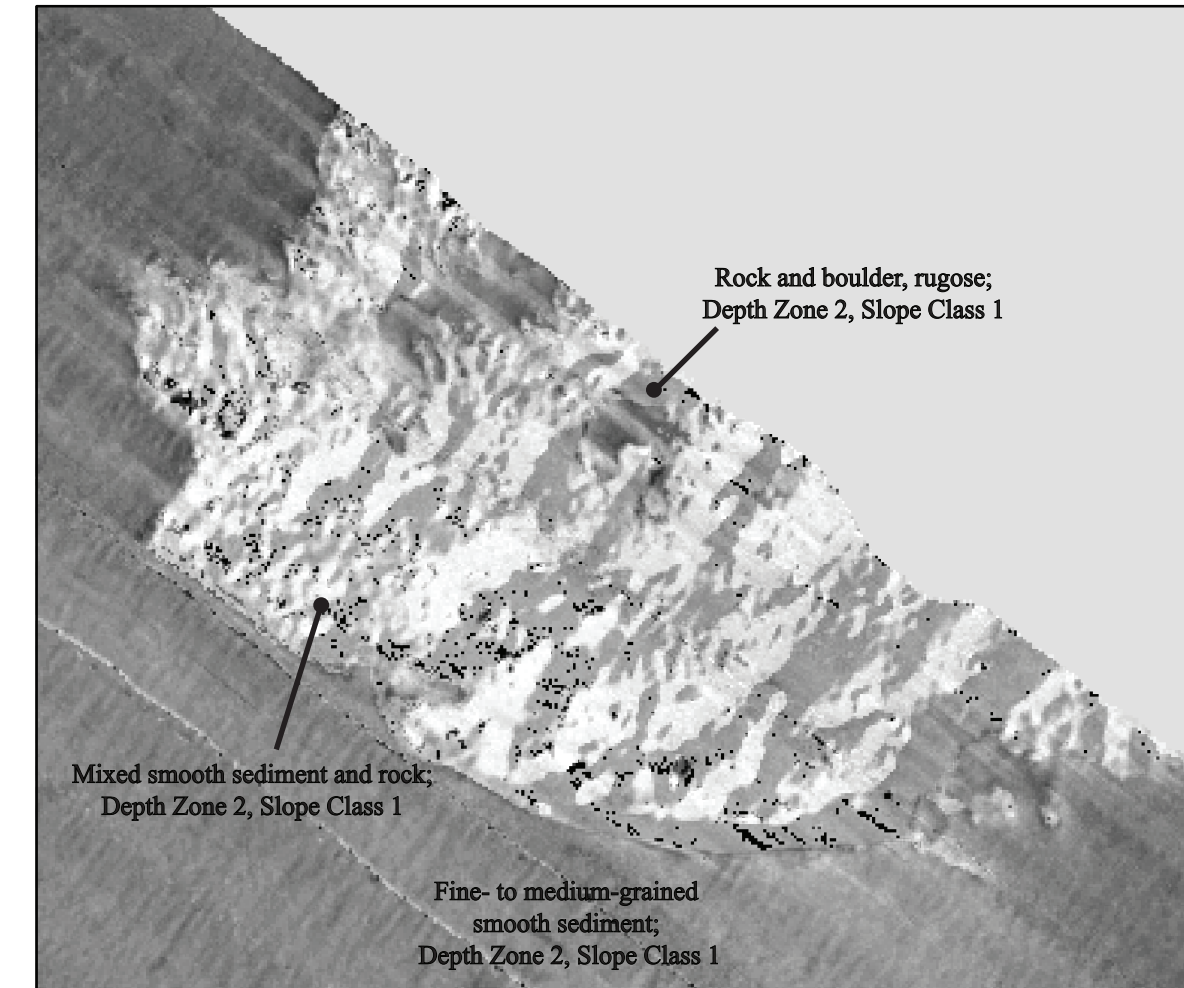 Rock and boulder, rugose;
Depth Zone 2, Slope Class 1
Mixed smooth sediment and rock;
Depth Zone 2, Slope Class 1
Fine- to medium-grained
smooth sediment;
Depth Zone 2, Slope Class 1